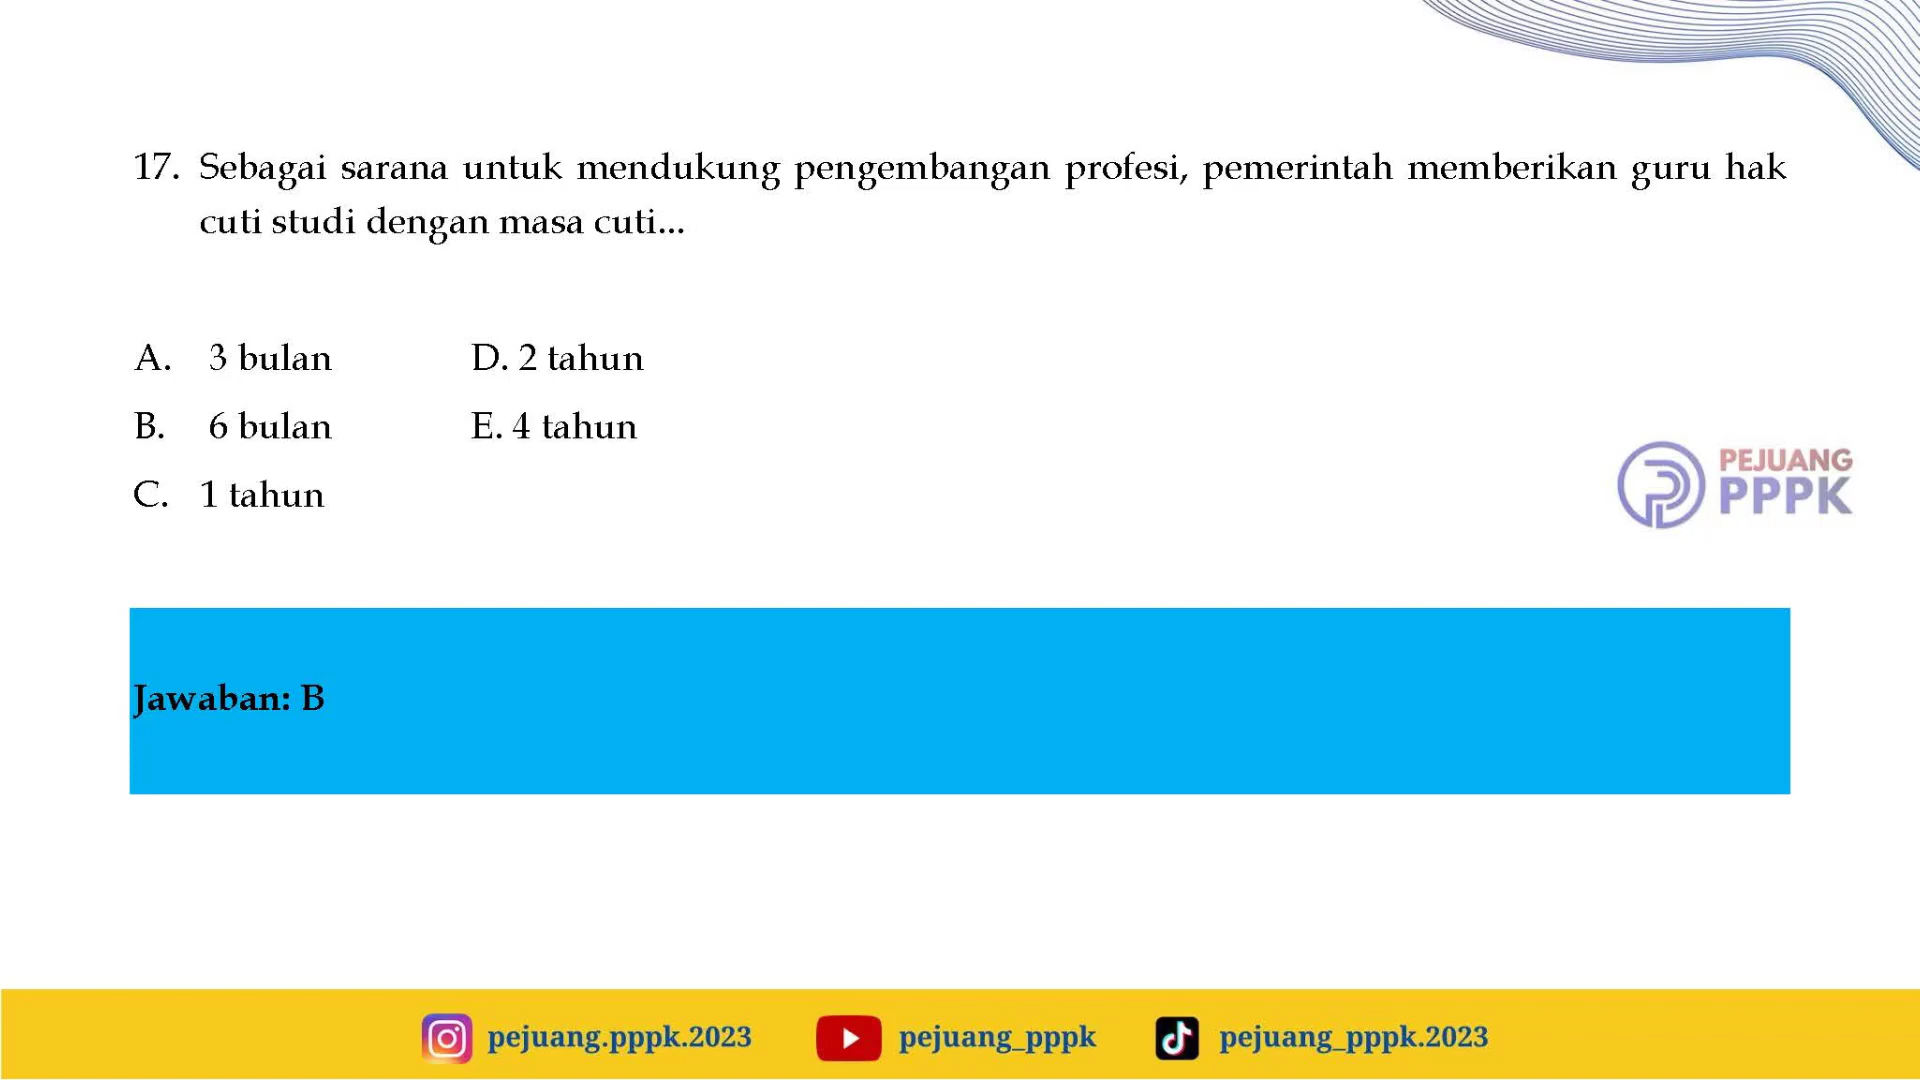 17. Sebagai sarana untuk mendukung pengembangan profesi, pemerintah memberikan guru hak
cuti studi dengan masa cuti...
A. 3 bulan D. 2 tahun
B. 6 bulan E. 4 tahun
C. 1 tahun
PEJUANG
PPPK
Jawaban: B
pejuang.pppk.2023 pejuang_pppk pejuang_pppk.2023